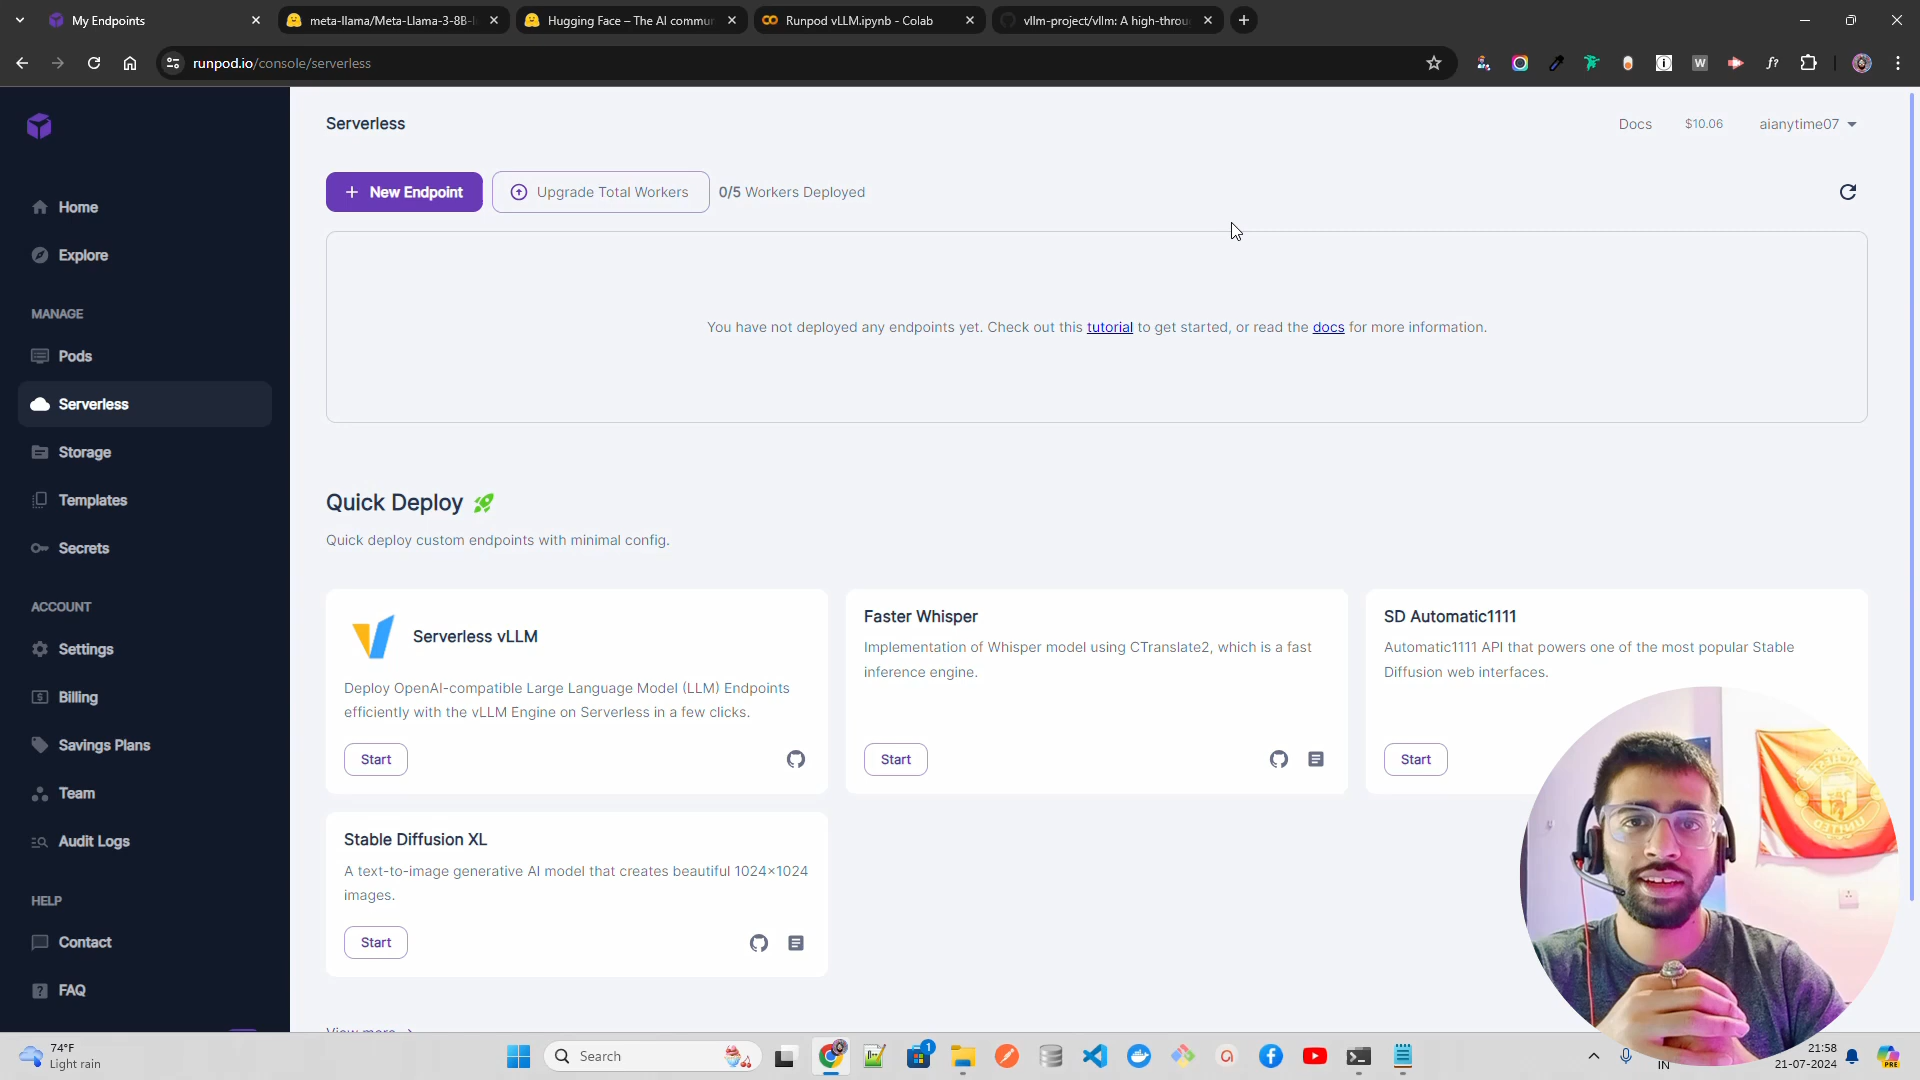 My Endpoints
meta-llama/Meta-Llama-3-8B-I
Hugging Face – The AI commun
Runpod vLLM.ipynb - Colab
vllm-project/vllm: A high-throu
runpod.io/console/serverless
Serverless
Docs
$10.06
aianytime07
New Endpoint
Upgrade Total Workers
0/5 Workers Deployed
You have not deployed any endpoints yet. Check out this tutorial to get started, or read the docs for more information.
Home
Explore
MANAGE
Pods
Serverless
Storage
Templates
Secrets
ACCOUNT
Settings
Billing
Savings Plans
Team
Audit Logs
HELP
Contact
FAQ
Quick Deploy
Quick deploy custom endpoints with minimal config.
Serverless vLLM
Deploy OpenAI-compatible Large Language Model (LLM) Endpoints
efficiently with the vLLM Engine on Serverless in a few clicks.
Start
Faster Whisper
Implementation of Whisper model using CTranslate2, which is a fast
inference engine.
Start
SD Automatic1111
Automatic1111 API that powers one of the most popular Stable
Diffusion web interfaces.
Start
Stable Diffusion XL
A text-to-image generative AI model that creates beautiful 1024x1024
images.
Start
View more
74°F
Light rain
Search
1
PRE
IN
21:58
21-07-2024